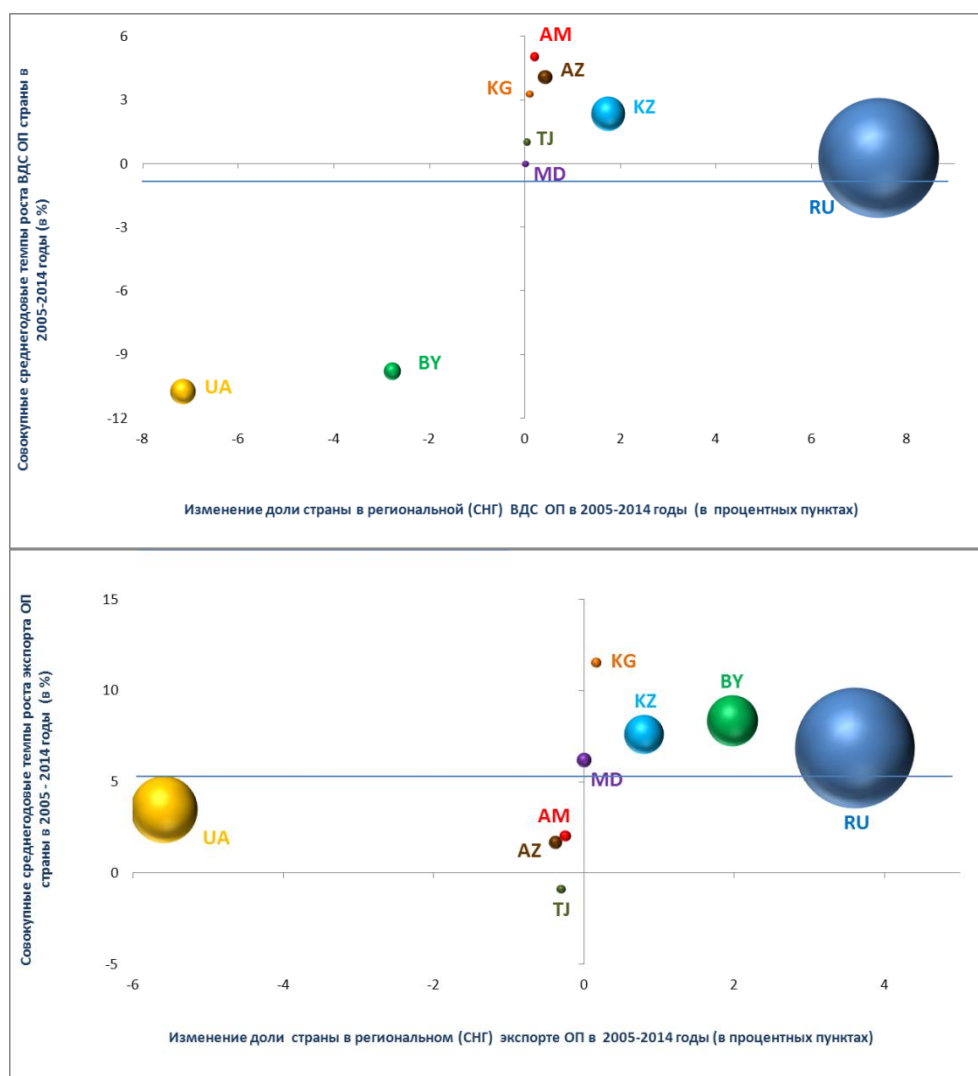 Совокупные среднегодовые темпы роста ВДС ОП страны в
2005-2014 годы (в %)
6
3
0
-3
-6
-9
-12
AM
AZ
KG
KZ
TJ
MD
RU
BY
UA
-8
-6
-4
-2
0
2
4
6
8
Изменение доли страны в региональной (СНГ) ВДС ОП в 2005-2014 годы (в процентных пунктах)
Совокупные среднегодовые темпы роста экспорта ОП
страны в 2005 - 2014 годы (в %)
15
10
5
0
-5
KG
BY
KZ
MD
RU
UA
AM
AZ
TJ
-6
-4
-2
0
2
4
Изменение доли страны в региональном (СНГ) экспорте ОП в 2005-2014 годы (в процентных пунктах)